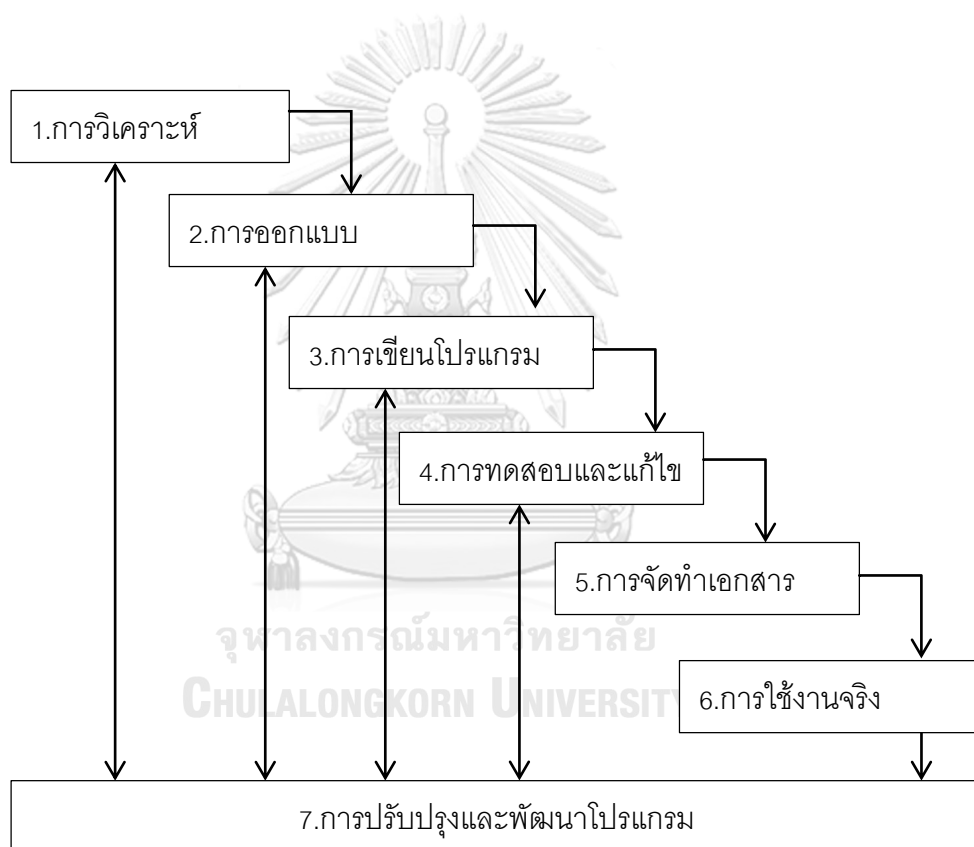 1.การวิเคราะห์
2.การออกแบบ
3.การเขียนโปรแกรม
4.การทดสอบและแก้ไข
5.การจัดทำเอกสาร
จุฬาลงกรณ์มหาวิทยาลัย
CHULALONGKORN UNIVERSITY
6.การใช้งานจริง
7.การปรับปรุงและพัฒนาโปรแกรม